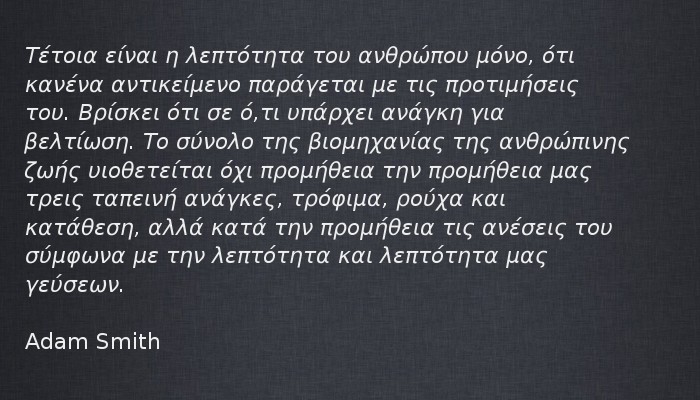 Τέτοια είναι η λεπτότητα του ανθρώπου μόνο, ότι
κανένα αντικείμενο παράγεται με τις προτιμήσεις
του. Βρίσκει ότι σε ό,τι υπάρχει ανάγκη για
βελτίωση. Το σύνολο της βιομηχανίας της ανθρώπινης
ζωής υιοθετείται όχι προμήθεια την προμήθεια μας
τρεις ταπεινή ανάγκες, τρόφιμα, ρούχα και
κατάθεση, αλλά κατά την προμήθεια τις ανέσεις του
σύμφωνα με την λεπτότητα και λεπτότητα μας
γεύσεων.
Adam Smith